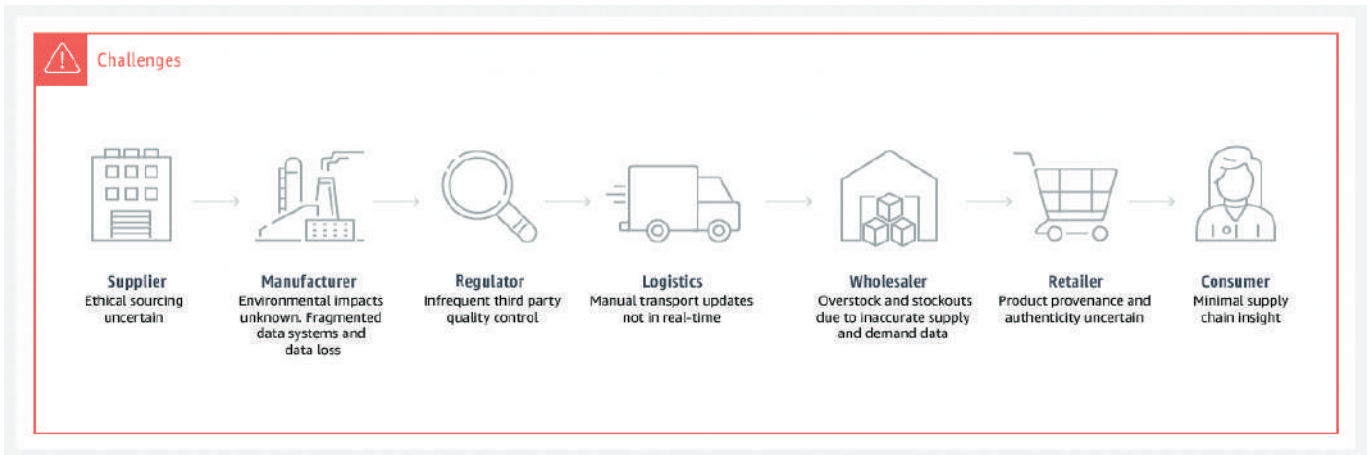 Challenges
Supplier
Ethical sourcing
uncertain
Manufacturer
Environmental impacts
unknown. Fragmented
data systems and
data loss
Regulator
Infrequent third party
quality control
Logistics
Manual transport updates
not in real-time
Wholesaler
Overstock and stockouts
due to inaccurate supply
and demand data
Retailer
Product provenance and
authenticity uncertain
Consumer
Minimal supply
chain insight